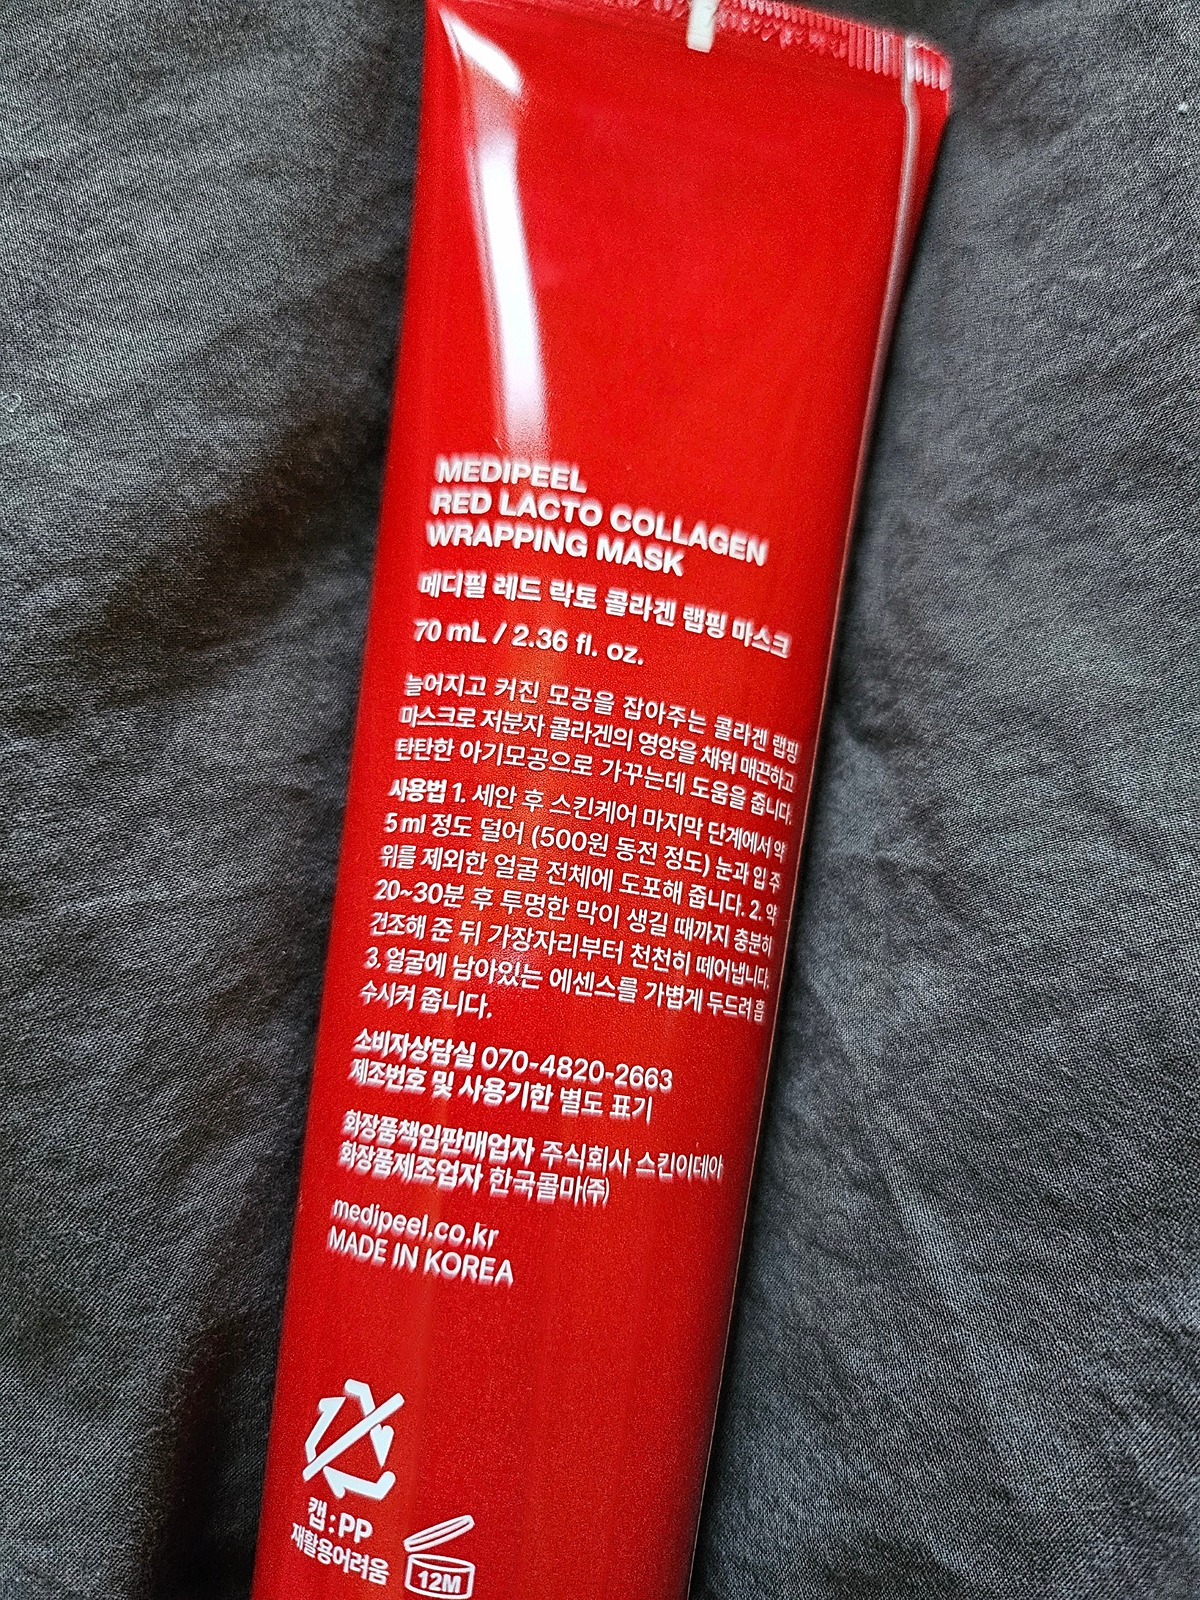 MEDIPEEL
RED LACTO COLLAGEN
WRAPPING MASK
메디필 레드 락토 콜라겐 랩핑 마스크
70 mL / 2.36 fl. oz.
늘어지고 커진 모공을 잡아주는 콜라겐 랩핑
마스크로 저분자 콜라겐의 영양을 채워 매끈하고
탄탄한 아기모공으로 가꾸는데 도움을 줍니다.
사용법 1. 세안 후 스킨케어 마지막 단계에서 약
5 ml 정도 덜어 (500원 동전 정도) 눈과 입 주
위를 제외한 얼굴 전체에 도포해 줍니다. 2. 약
20~30분 후 투명한 막이 생길 때까지 충분히
건조해 준 뒤 가장자리부터 천천히 떼어냅니다.
3. 얼굴에 남아있는 에센스를 가볍게 두드려 흡
수시켜 줍니다.
소비자상담실 070-4820-2663
제조번호 및 사용기한 별도 표기
화장품책임판매업자 주식회사 스킨이데아
화장품제조업자 한국콜마(주)
medipeel.co.kr
MADE IN KOREA
캡 : PP
재활용어려움
12M